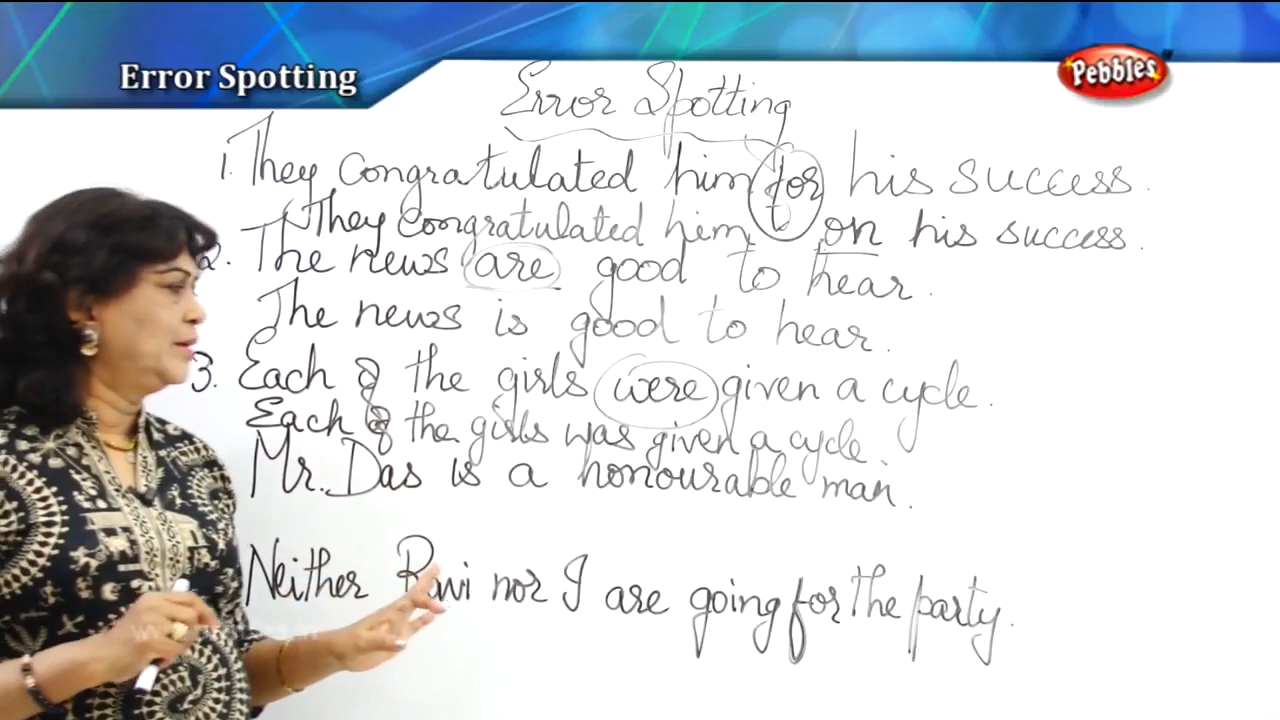 Error Spotting
Pebbles
Error Spotting
1. They congratulated him for his success.
They congratulated him on his success.
2. The news are good to hear.
The news is good to hear.
3. Each of the girls were given a cycle.
Each of the girls was given a cycle.
Mr. Das is a honourable man.
Neither Ravi nor I are going for the party.